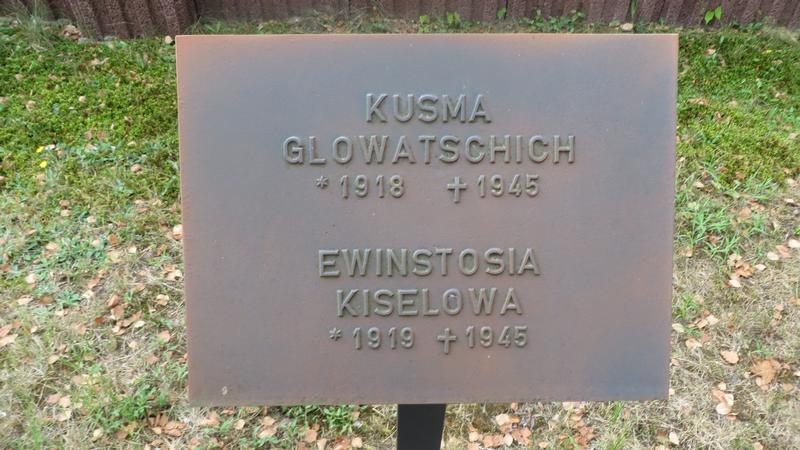 KUSMA
GLOWATSCHICH
* 1918 ✝ 1945
EWINSTOSIA
KISELOWA
* 1919 ✝ 1945